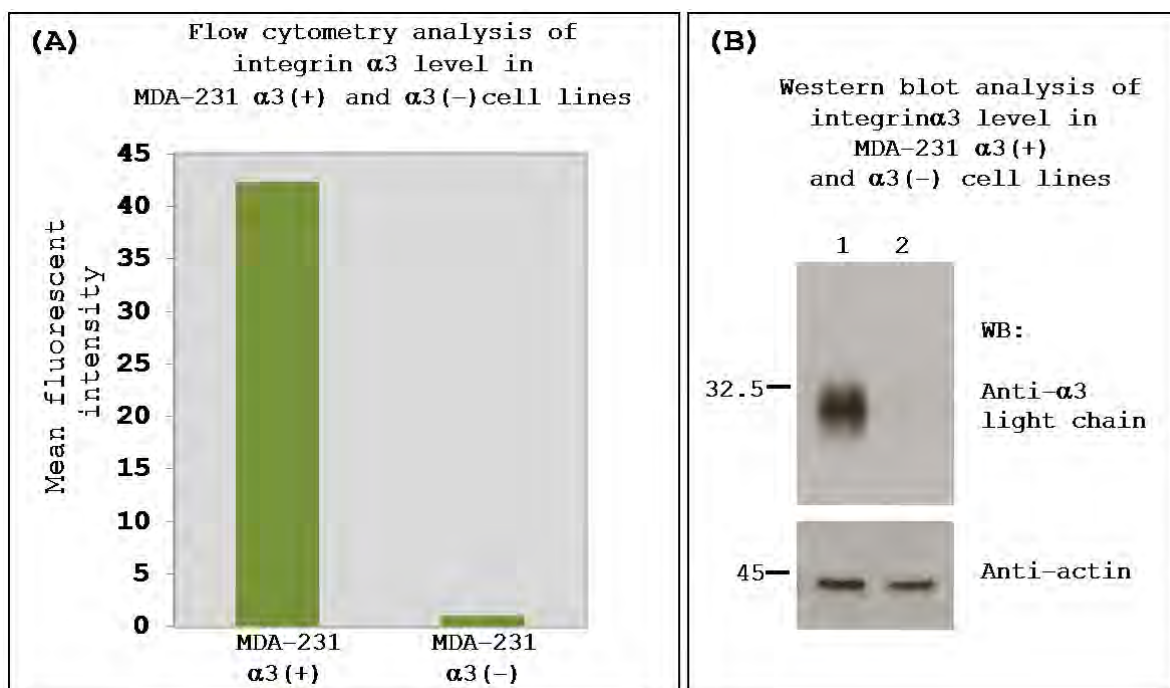 (A)
Flow cytometry analysis of
integrin α3 level in
MDA-231 α3(+) and α3(-)cell lines
Mean fluorescent
intensity
45
40
35
30
25
20
15
10
5
0
MDA-231
α3(+)
MDA-231
α3(-)
(B)
Western blot analysis of
integrinα3 level in
MDA-231 α3(+)
and α3(-) cell lines
1 2
WB:
32.5
Anti-α3
light chain
45
Anti-actin